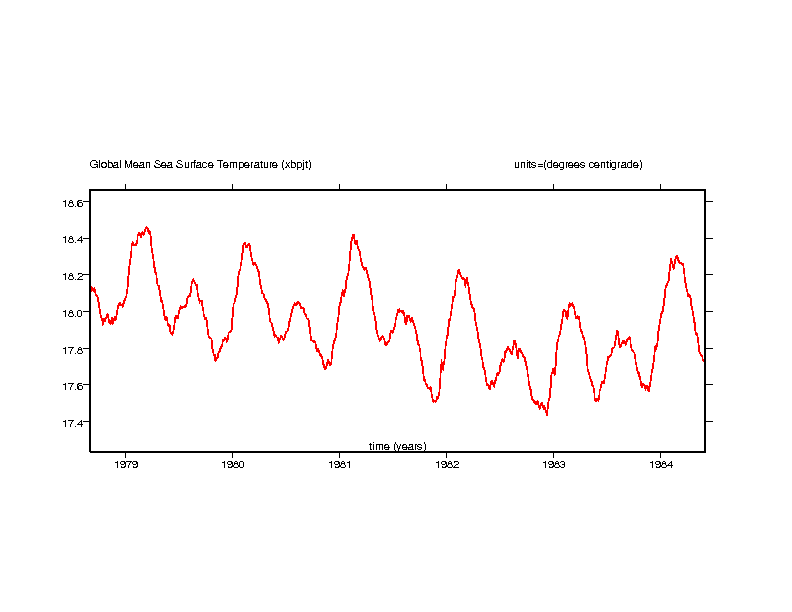 Global Mean Sea Surface Temperature (xbpjt) units=(degrees centigrade)
18.6
18.4
18.2
18.0
17.8
17.6
17.4
time (years)
1979 1980 1981 1982 1983 1984